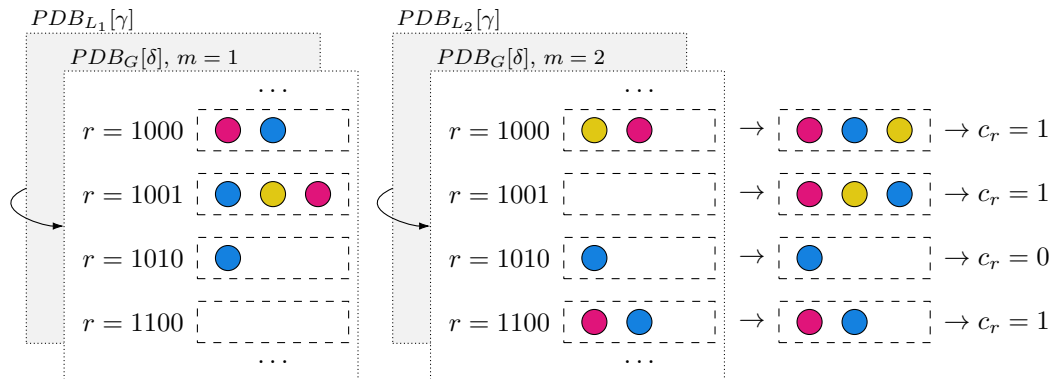 PDB_{L_1}[γ] PDB_{L_2}[γ]
PDB_G[δ], m = 1 PDB_G[δ], m = 2
... ...
r = 1000 r = 1000 → → c_r = 1
r = 1001 r = 1001 → → c_r = 1
r = 1010 r = 1010 → → c_r = 0
r = 1100 r = 1100 → → c_r = 1
... ...